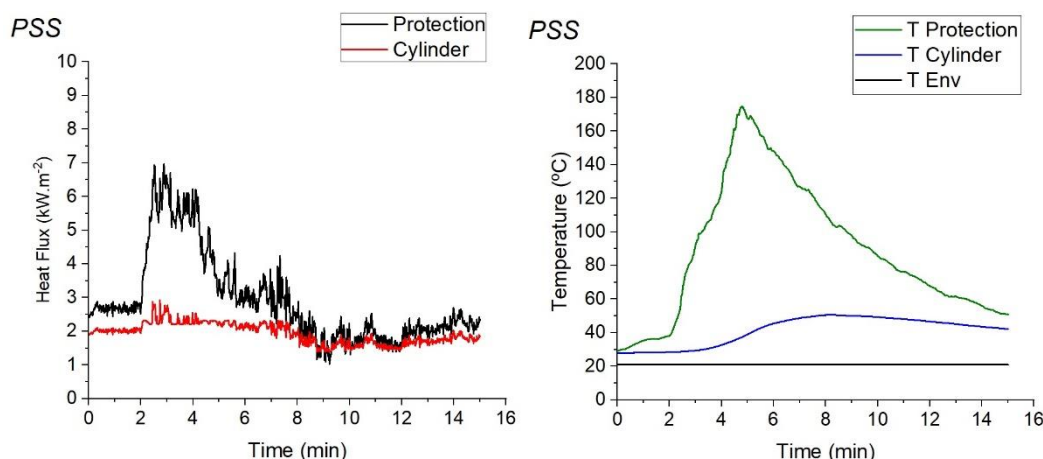 PSS
Protection
Cylinder
10
9
8
7
6
5
4
3
2
1
0
Heat Flux (kW.m-2)
0 2 4 6 8 10 12 14 16
Time (min)
PSS
T Protection
T Cylinder
T Env
200
180
160
140
120
100
80
60
40
20
0
Temperature (ºC)
0 2 4 6 8 10 12 14 16
Time (min)